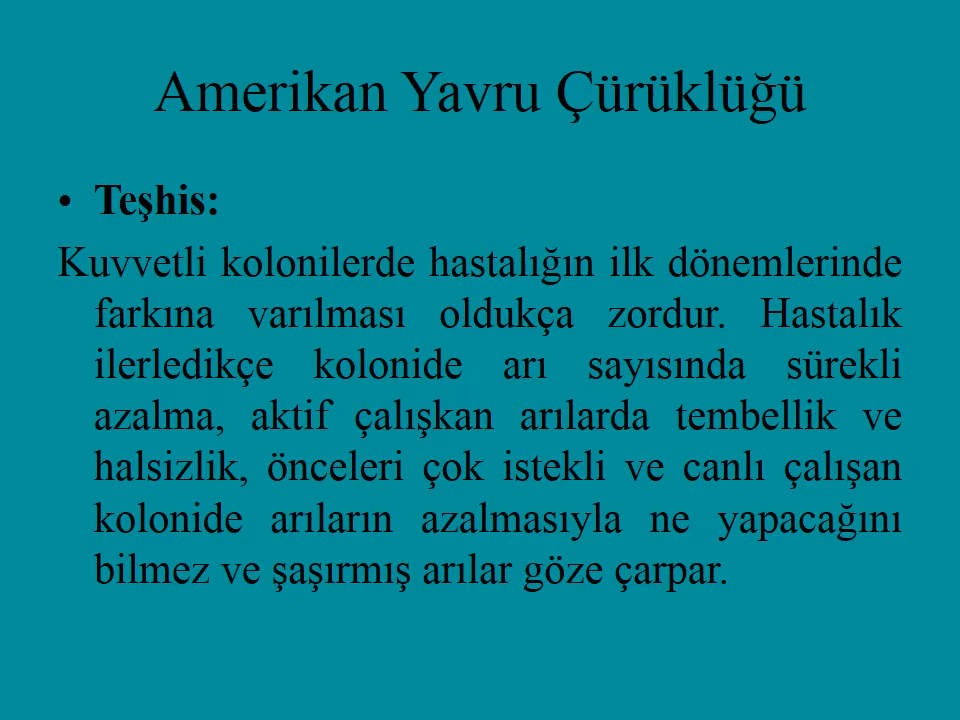 Amerikan Yavru Çürüklüğü
• Teşhis:
Kuvvetli kolonilerde hastalığın ilk dönemlerinde
farkına varılması oldukça zordur. Hastalık
ilerledikçe kolonide arı sayısında sürekli
azalma, aktif çalışkan arılarda tembellik ve
halsizlik, önceleri çok istekli ve canlı çalışan
kolonide arıların azalmasıyla ne yapacağını
bilmez ve şaşırmış arılar göze çarpar.